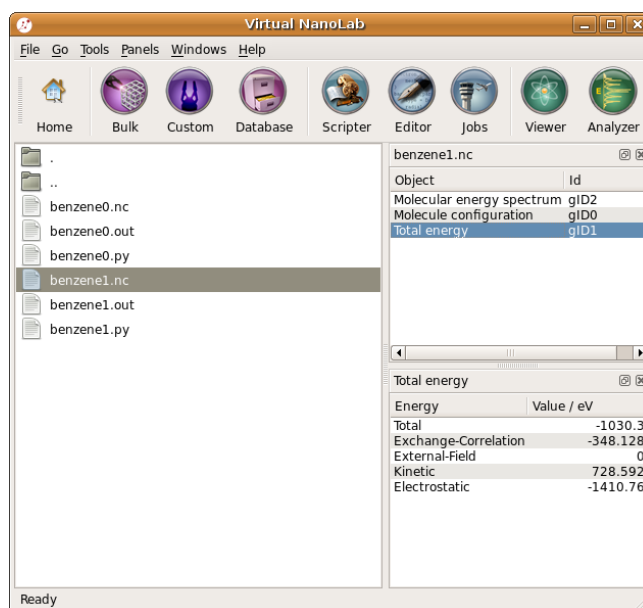 Virtual NanoLab
File Go Tools Panels Windows Help
Home Bulk Custom Database Scripter Editor Jobs Viewer Analyzer
.
..
benzene0.nc
benzene0.out
benzene0.py
benzene1.nc
benzene1.out
benzene1.py
benzene1.nc
Object Id
Molecular energy spectrum gID2
Molecule configuration gID0
Total energy gID1
Total energy
Energy Value / eV
Total -1030.3
Exchange-Correlation -348.128
External-Field 0
Kinetic 728.592
Electrostatic -1410.76
Ready